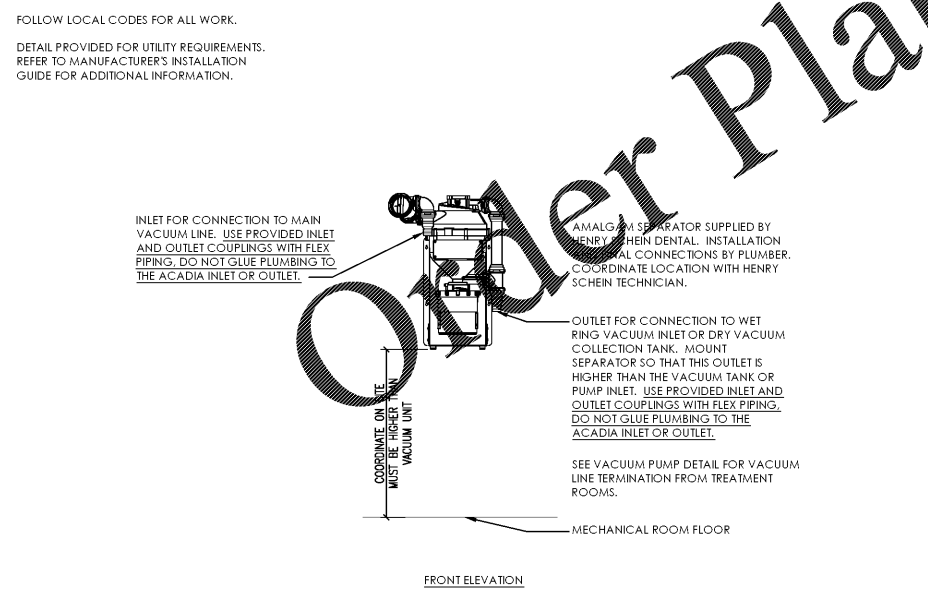 FOLLOW LOCAL CODES FOR ALL WORK.
DETAIL PROVIDED FOR UTILITY REQUIREMENTS.
REFER TO MANUFACTURER'S INSTALLATION
GUIDE FOR ADDITIONAL INFORMATION.
INLET FOR CONNECTION TO MAIN
VACUUM LINE. USE PROVIDED INLET
AND OUTLET COUPLINGS WITH FLEX
PIPING, DO NOT GLUE PLUMBING TO
THE ACADIA INLET OR OUTLET.
AMALGAM SEPARATOR SUPPLIED BY
HENRY SCHEIN DENTAL. INSTALLATION
AND FINAL CONNECTIONS BY PLUMBER.
COORDINATE LOCATION WITH HENRY
SCHEIN TECHNICIAN.
OUTLET FOR CONNECTION TO WET
RING VACUUM INLET OR DRY VACUUM
COLLECTION TANK. MOUNT
SEPARATOR SO THAT THIS OUTLET IS
HIGHER THAN THE VACUUM TANK OR
PUMP INLET. USE PROVIDED INLET AND
OUTLET COUPLINGS WITH FLEX PIPING,
DO NOT GLUE PLUMBING TO THE
ACADIA INLET OR OUTLET.
SEE VACUUM PUMP DETAIL FOR VACUUM
LINE TERMINATION FROM TREATMENT
ROOMS.
COORDINATE ON SITE
MUST BE HIGHER THAN
VACUUM UNIT
MECHANICAL ROOM FLOOR
FRONT ELEVATION
Order Pla